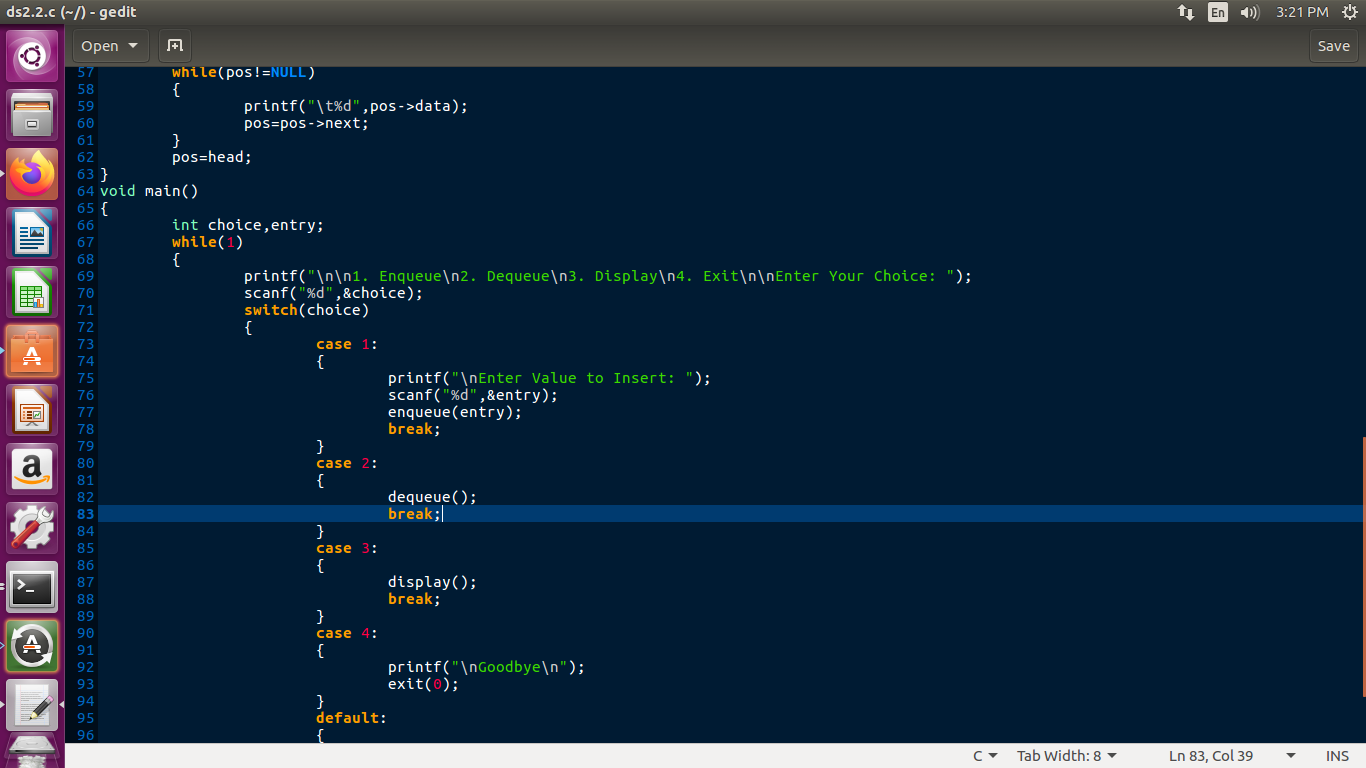 ds2.2.c (~/) - gedit
En
3:21 PM
Open
Save
57 while(pos!=NULL)
58 {
59 printf("\t%d",pos->data);
60 pos=pos->next;
61 }
62 pos=head;
63 }
64 void main()
65 {
66 int choice,entry;
67 while(1)
68 {
69 printf("\n\n1. Enqueue\n2. Dequeue\n3. Display\n4. Exit\n\nEnter Your Choice: ");
70 scanf("%d",&choice);
71 switch(choice)
72 {
73 case 1:
74 {
75 printf("\nEnter Value to Insert: ");
76 scanf("%d",&entry);
77 enqueue(entry);
78 break;
79 }
80 case 2:
81 {
82 dequeue();
83 break;
84 }
85 case 3:
86 {
87 display();
88 break;
89 }
90 case 4:
91 {
92 printf("\nGoodbye\n");
93 exit(0);
94 }
95 default:
96 {
C
Tab Width: 8
Ln 83, Col 39
INS